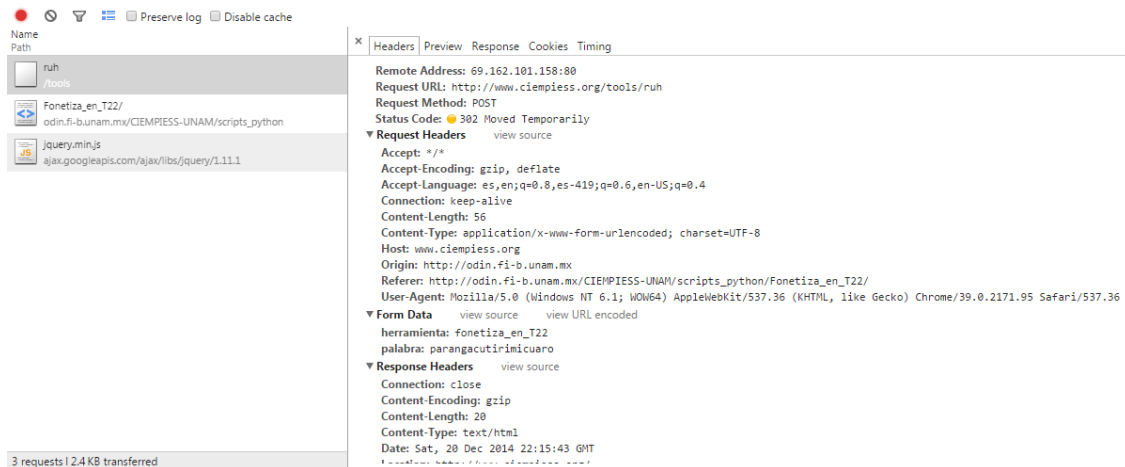 Preserve log Disable cache
Name
Path
ruh
/tools
Fonetiza_en_T22/
odin.fi-b.unam.mx/CIEMPIESS-UNAM/scripts_python
JS
jquery.min.js
ajax.googleapis.com/ajax/libs/jquery/1.11.1
3 requests | 2.4 KB transferred
× Headers Preview Response Cookies Timing
Remote Address: 69.162.101.158:80
Request URL: http://www.ciempiess.org/tools/ruh
Request Method: POST
Status Code: 302 Moved Temporarily
▼ Request Headers view source
Accept: */*
Accept-Encoding: gzip, deflate
Accept-Language: es,en;q=0.8,es-419;q=0.6,en-US;q=0.4
Connection: keep-alive
Content-Length: 56
Content-Type: application/x-www-form-urlencoded; charset=UTF-8
Host: www.ciempiess.org
Origin: http://odin.fi-b.unam.mx
Referer: http://odin.fi-b.unam.mx/CIEMPIESS-UNAM/scripts_python/Fonetiza_en_T22/
User-Agent: Mozilla/5.0 (Windows NT 6.1; WOW64) AppleWebKit/537.36 (KHTML, like Gecko) Chrome/39.0.2171.95 Safari/537.36
▼ Form Data view source view URL encoded
herramienta: fonetiza_en_T22
palabra: parangacutirimicuaro
▼ Response Headers view source
Connection: close
Content-Encoding: gzip
Content-Length: 20
Content-Type: text/html
Date: Sat, 20 Dec 2014 22:15:43 GMT
Location: http://www.ciempiess.org/